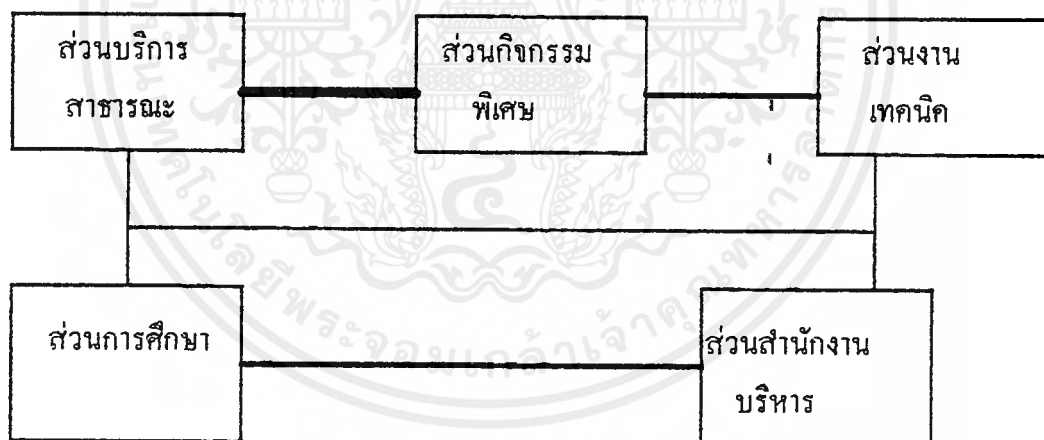 ส่วนบริการ
สาธารณะ
ส่วนกิจกรรม
พิเศษ
ส่วนงาน
เทคนิค
ส่วนการศึกษา
ส่วนสำนักงาน
บริหาร